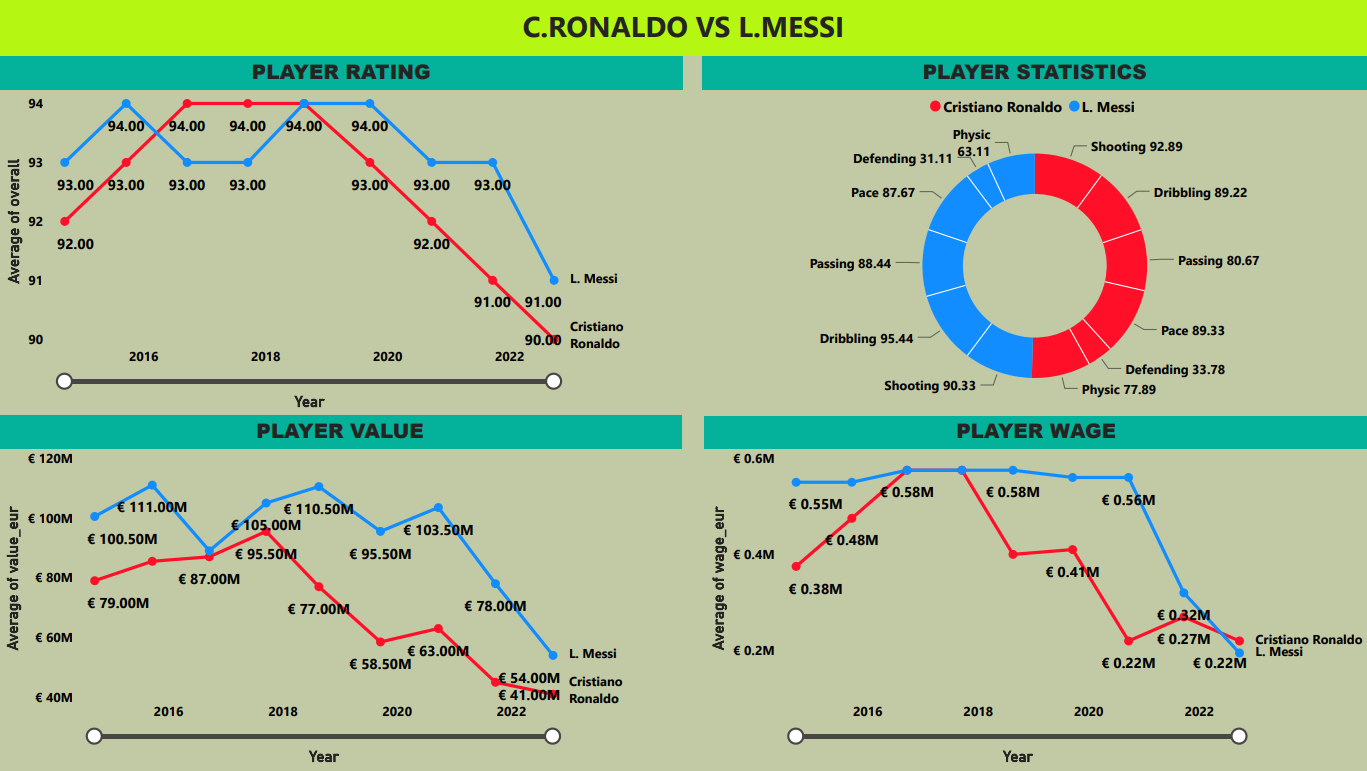 C.RONALDO VS L.MESSI
PLAYER RATING
94
93
92
91
90
Average of overall
94.00 94.00 94.00 94.00 94.00
93.00 93.00 93.00 93.00 93.00 93.00 93.00
92.00 92.00
91.00 91.00
90.00
L. Messi
Cristiano
Ronaldo
2016 2018 2020 2022
Year
PLAYER STATISTICS
Cristiano Ronaldo L. Messi
Shooting 92.89
Dribbling 89.22
Passing 80.67
Pace 89.33
Defending 33.78
Physic 77.89
Shooting 90.33
Dribbling 95.44
Passing 88.44
Pace 87.67
Defending 31.11
Physic
63.11
PLAYER VALUE
€ 120M
€ 100M
€ 80M
€ 60M
€ 40M
Average of value_eur
€ 100.50M
€ 111.00M
€ 105.00M
€ 110.50M
€ 95.50M
€ 103.50M
€ 78.00M
€ 54.00M
€ 79.00M
€ 87.00M
€ 95.50M
€ 77.00M
€ 58.50M
€ 63.00M
€ 41.00M
L. Messi
Cristiano
Ronaldo
2016 2018 2020 2022
Year
PLAYER WAGE
€ 0.6M
€ 0.4M
€ 0.2M
Average of wage_eur
€ 0.55M
€ 0.58M
€ 0.58M
€ 0.56M
€ 0.32M
€ 0.38M
€ 0.48M
€ 0.41M
€ 0.22M
€ 0.27M
€ 0.22M
Cristiano Ronaldo
L. Messi
2016 2018 2020 2022
Year